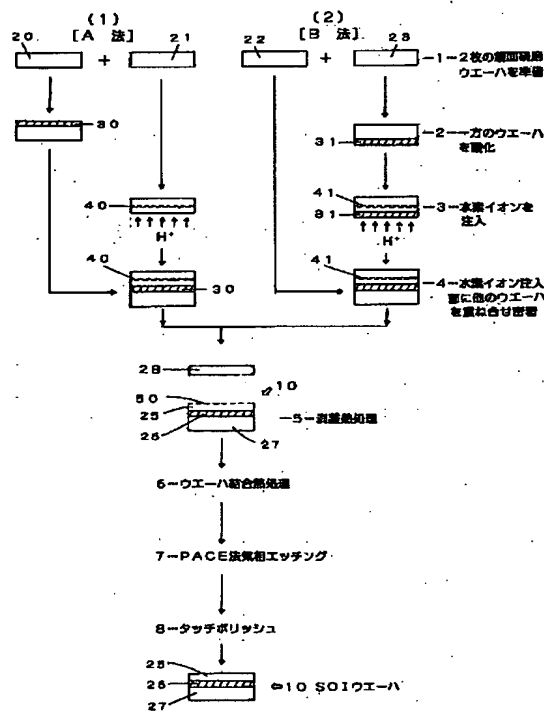 (1)
[A 法]
(2)
[B 法]
20
+
21
22
+
23
1—2枚の鏡面研磨
ウエーハを準備
30
31
2—一方のウエーハ
を酸化
40
H⁺
41
31
H⁺
3—水素イオンを
注入
40
30
41
4—水素イオン注入
面に他のウエーハ
を重ね合せ密着
28
50
25
26
10
27
5—剥離熱処理
6—ウエーハ結合熱処理
7—PACE法気相エッチング
8—タッチポリッシュ
25
26
27
⇦10 SOIウエーハ